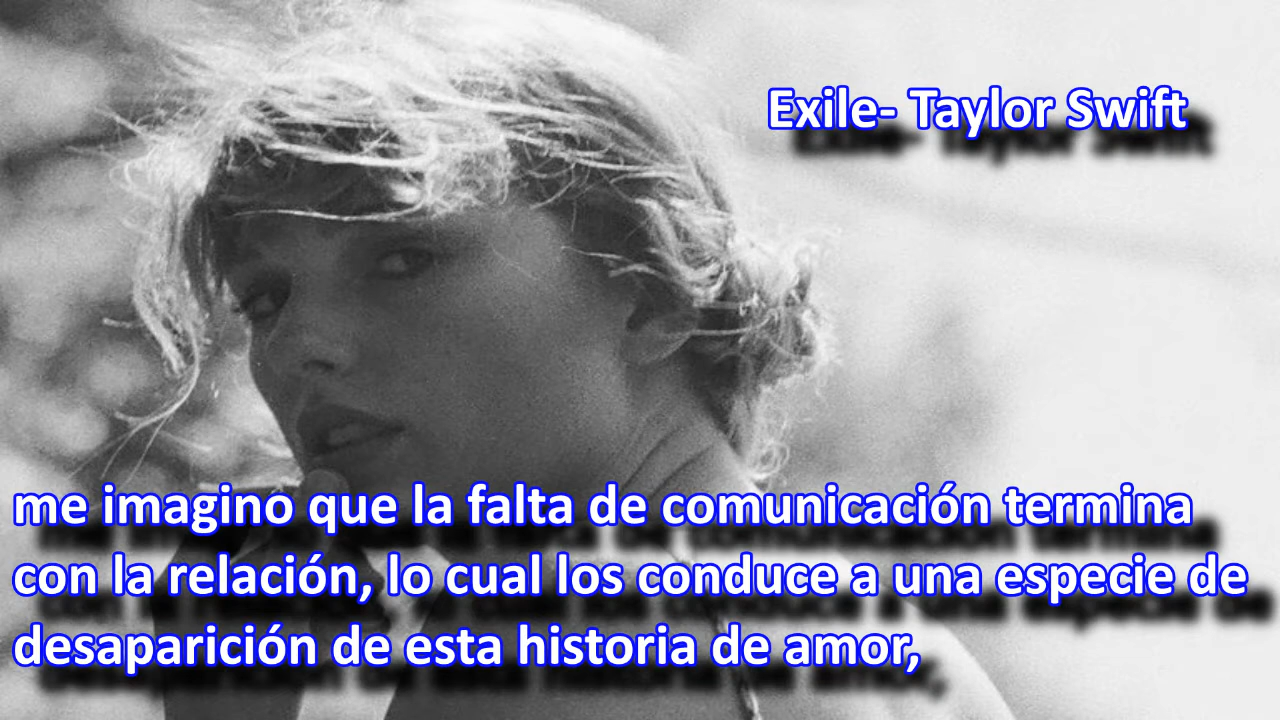 Exile- Taylor Swift
me imagino que la falta de comunicación termina
con la relación, lo cual los conduce a una especie de
desaparición de esta historia de amor,